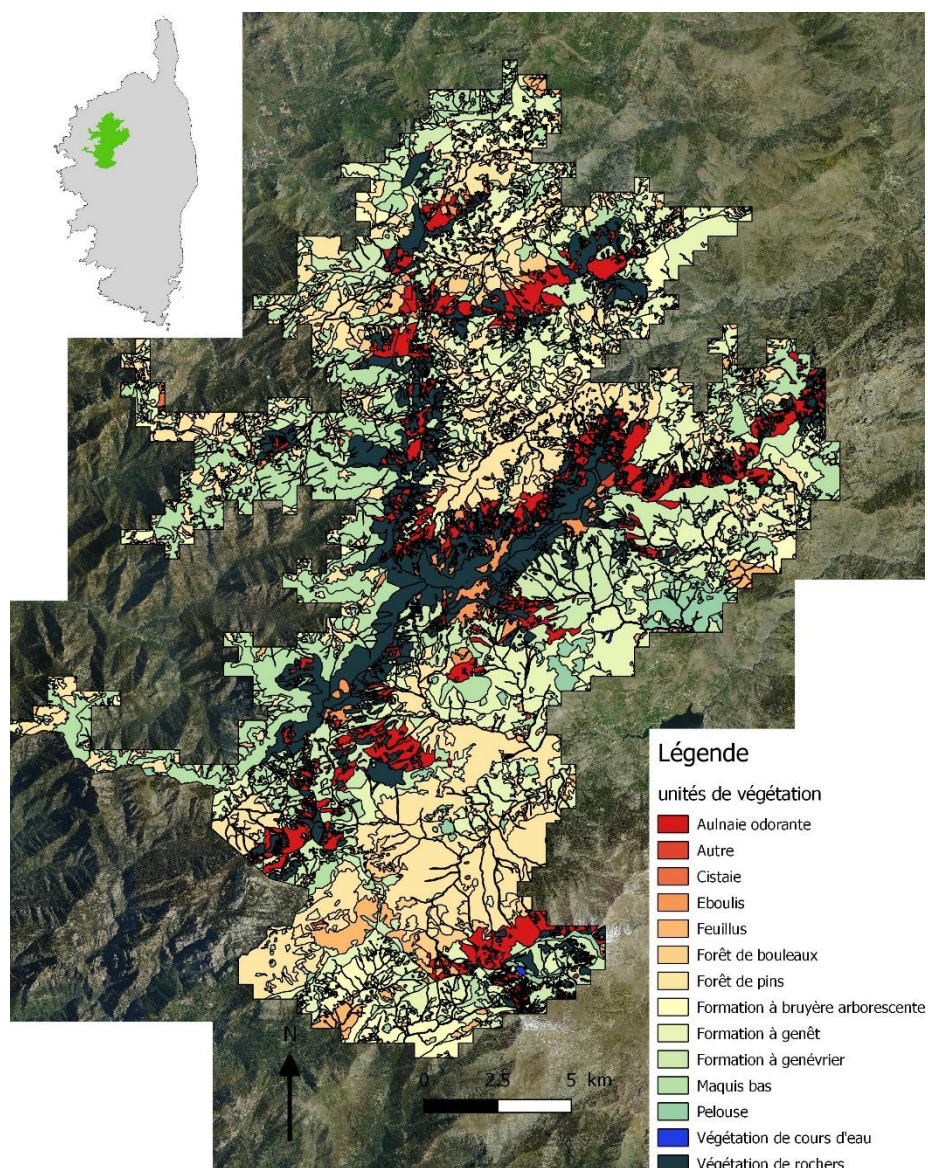 Légende
unités de végétation
Aulnaie odorante
Autre
Cistaie
Eboulis
Feuillus
Forêt de bouleaux
Forêt de pins
Formation à bruyère arborescente
Formation à genêt
Formation à genévrier
Maquis bas
Pelouse
Végétation de cours d'eau
Végétation de rochers
N
0 2.5 5 km